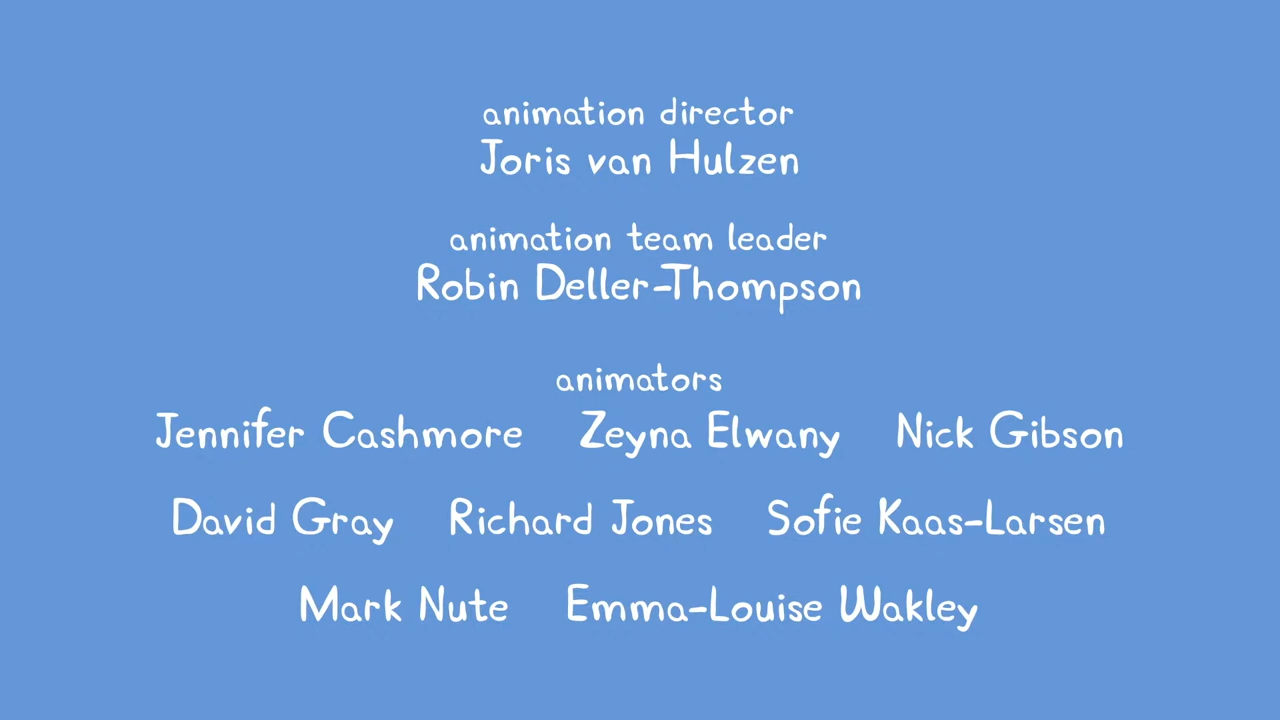 animation director
Joris van Hulzen
animation team leader
Robin Deller-Thompson
animators
Jennifer Cashmore Zeyna Elwany Nick Gibson
David Gray Richard Jones Sofie Kaas-Larsen
Mark Nute Emma-Louise Wakley